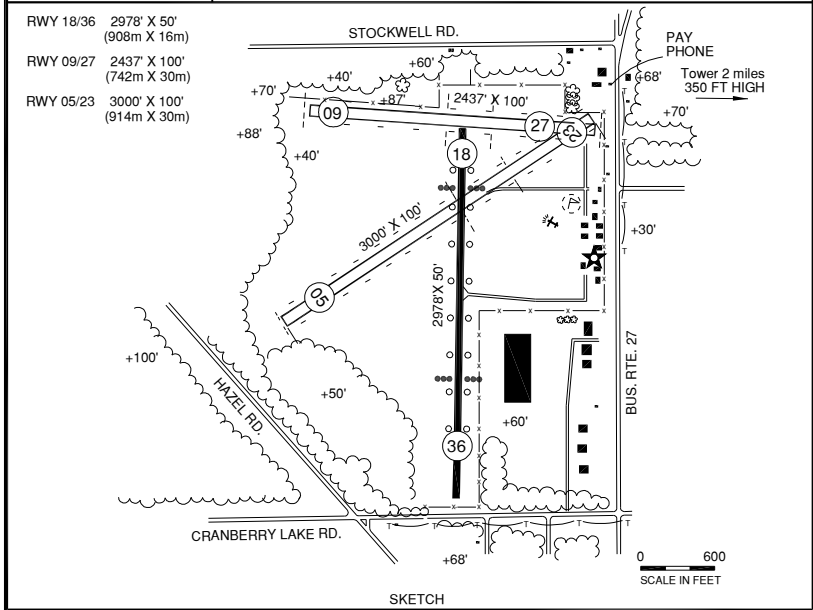 RWY 18/36 2978' X 50'
(908m X 16m)
RWY 09/27 2437' X 100'
(742m X 30m)
RWY 05/23 3000' X 100'
(914m X 30m)
STOCKWELL RD.
PAY
PHONE
+68'
Tower 2 miles
350 FT HIGH
+60'
+40'
+70'
+87'
2437' X 100'
+70'
09
27
23
+88'
+40'
18
3000' X 100'
+30'
05
2978'X 50'
+100'
HAZEL RD.
+50'
BUS. RTE. 27
+60'
36
CRANBERRY LAKE RD.
+68'
0 600
SCALE IN FEET
SKETCH